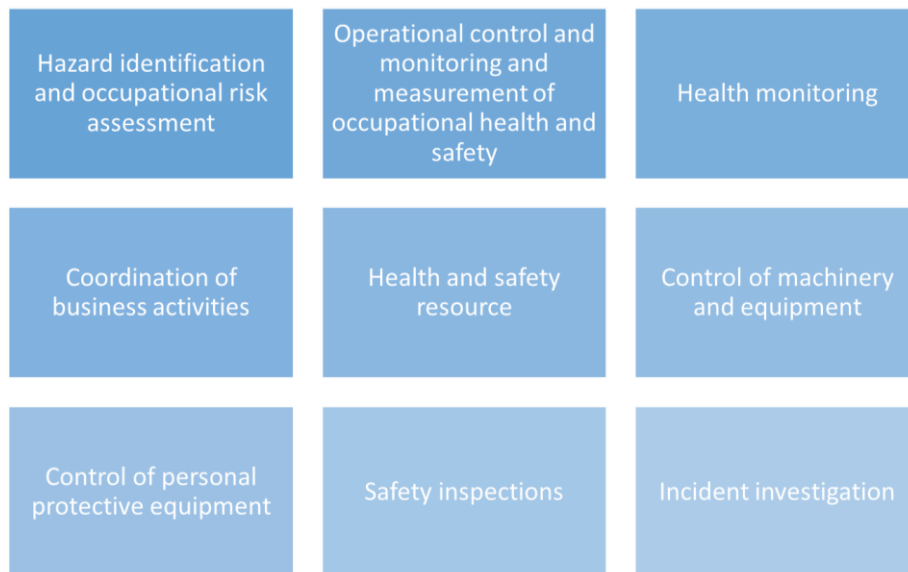 Hazard identification
and occupational risk
assessment
Operational control and
monitoring and
measurement of
occupational health and
safety
Health monitoring
Coordination of
business activities
Health and safety
resource
Control of machinery
and equipment
Control of personal
protective equipment
Safety inspections
Incident investigation